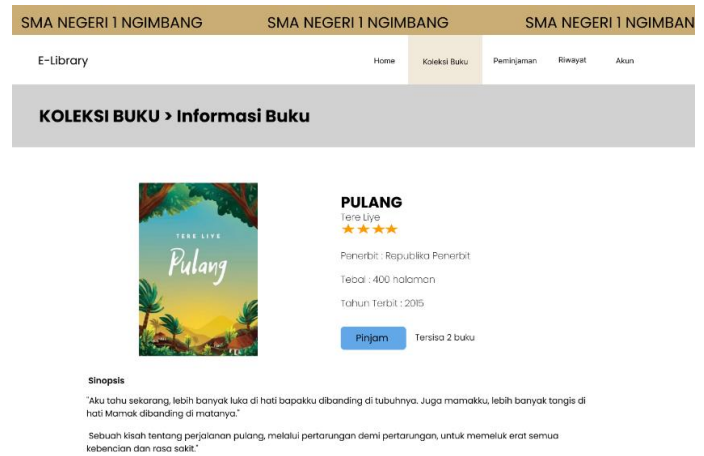 SMA NEGERI 1 NGIMBANG SMA NEGERI 1 NGIMBANG SMA NEGERI 1 NGIMBAN
E-Library Home Koleksi Buku Peminjaman Riwayat Akun
KOLEKSI BUKU > Informasi Buku
TERE LIYE
Pulang
PULANG
Tere Liye
Penerbit : Republika Penerbit
Tebal : 400 halaman
Tahun Terbit : 2015
Pinjam Tersisa 2 buku
Sinopsis
"Aku tahu sekarang, lebih banyak luka di hati bapakku dibanding di tubuhnya. Juga mamakku, lebih banyak tangis di
hati Mamak dibanding di matanya."
Sebuah kisah tentang perjalanan pulang, melalui pertarungan demi pertarungan, untuk memeluk erat semua
kebencian dan rasa sakit."